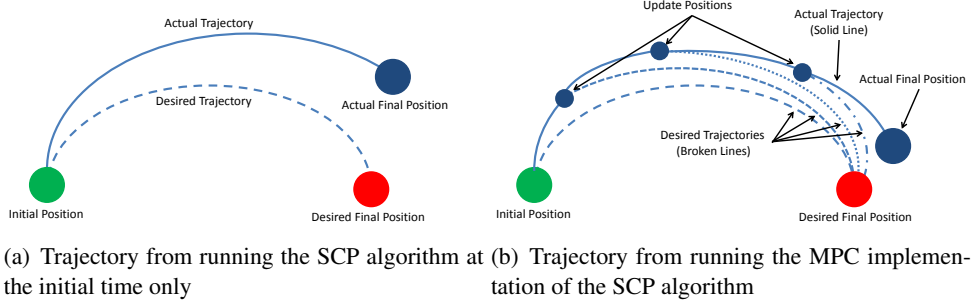 Actual Trajectory
Desired Trajectory
Actual Final Position
Initial Position
Desired Final Position
(a) Trajectory from running the SCP algorithm at
the initial time only
Update Positions
Actual Trajectory
(Solid Line)
Actual Final Position
Desired Trajectories
(Broken Lines)
Initial Position
Desired Final Position
(b) Trajectory from running the MPC implemen-
tation of the SCP algorithm